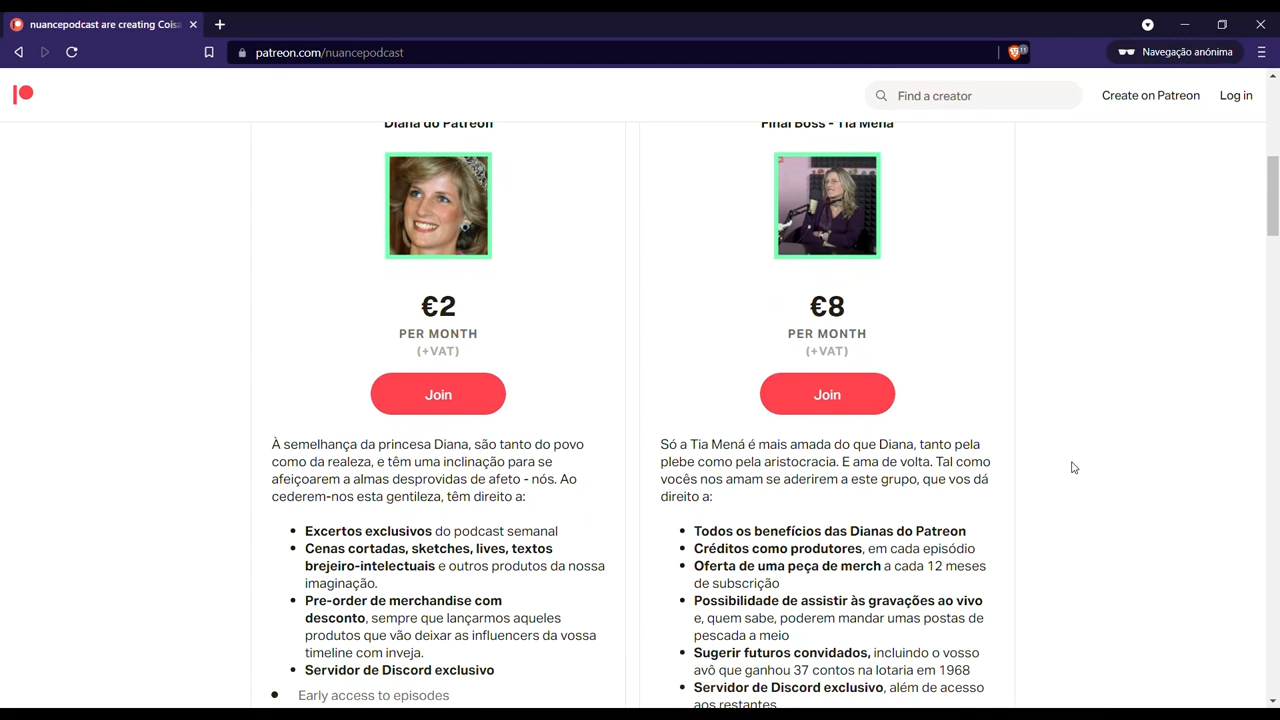 nuancepodcast are creating Cois
patreon.com/nuancepodcast
11
Navegação anónima
Find a creator
Create on Patreon
Log in
Diana do Patreon
€2
PER MONTH
(+VAT)
Join
À semelhança da princesa Diana, são tanto do povo
como da realeza, e têm uma inclinação para se
afeiçoarem a almas desprovidas de afeto - nós. Ao
cederem-nos esta gentileza, têm direito a:
• Excertos exclusivos do podcast semanal
• Cenas cortadas, sketches, lives, textos
brejeiro-intelectuais e outros produtos da nossa
imaginação.
• Pre-order de merchandise com
desconto, sempre que lançarmos aqueles
produtos que vão deixar as influencers da vossa
timeline com inveja.
• Servidor de Discord exclusivo
• Early access to episodes
Final Boss - Tia Mená
€8
PER MONTH
(+VAT)
Join
Só a Tia Mená é mais amada do que Diana, tanto pela
plebe como pela aristocracia. E ama de volta. Tal como
vocês nos amam se aderirem a este grupo, que vos dá
direito a:
• Todos os benefícios das Dianas do Patreon
• Créditos como produtores, em cada episódio
• Oferta de uma peça de merch a cada 12 meses
de subscrição
• Possibilidade de assistir às gravações ao vivo
e, quem sabe, poderem mandar umas postas de
pescada a meio
• Sugerir futuros convidados, incluindo o vosso
avô que ganhou 37 contos na lotaria em 1968
• Servidor de Discord exclusivo, além de acesso
aos restantes